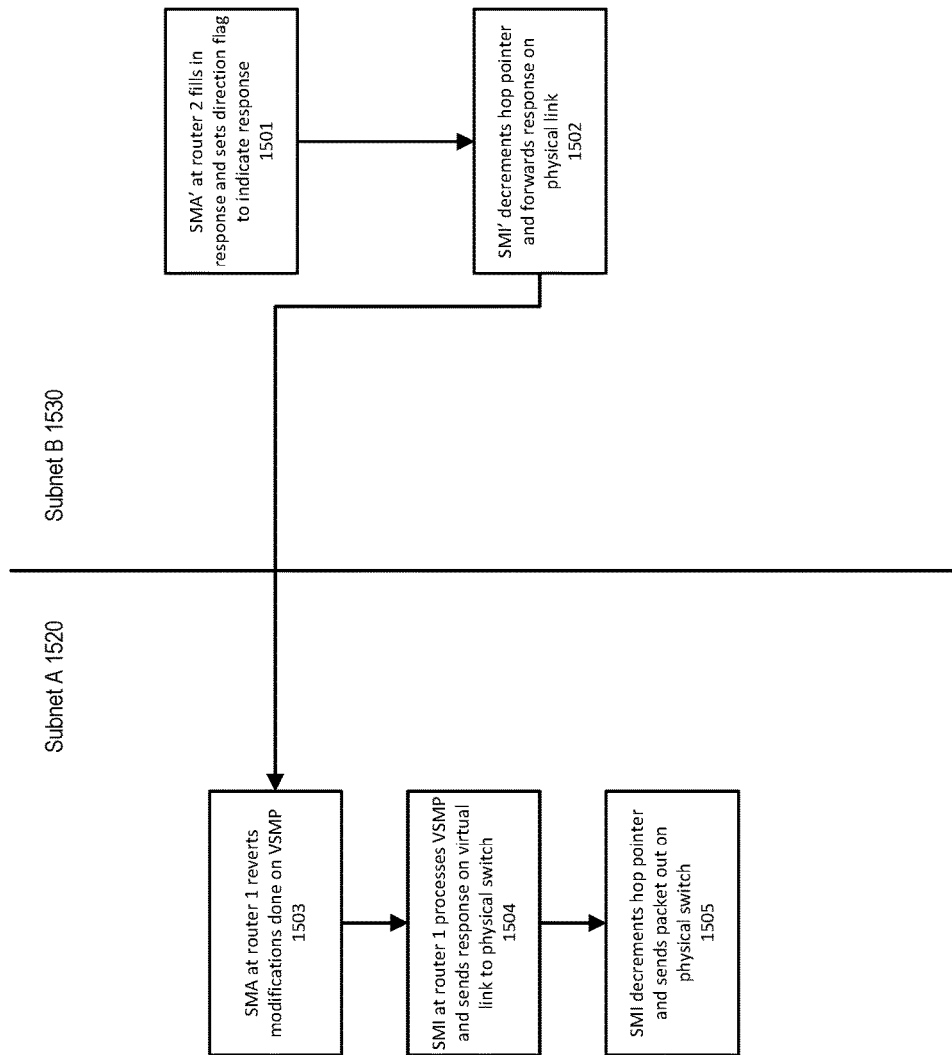 Subnet A 1520
Subnet B 1530
SMA' at router 2 fills in
response and sets direction flag
to indicate response
1501
SMI' decrements hop pointer
and forwards response on
physical link
1502
SMA at router 1 reverts
modifications done on VSMP
1503
SMI at router 1 processes VSMP
and sends response on virtual
link to physical switch
1504
SMI decrements hop pointer
and sends packet out on
physical switch
1505